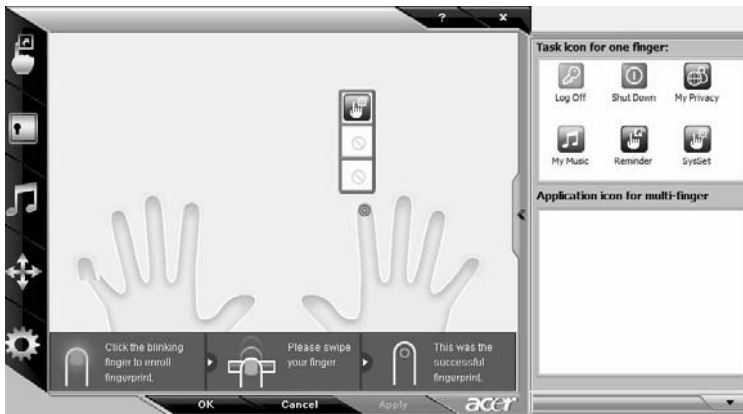 ? x
Task icon for one finger:
Log Off Shut Down My Privacy
My Music Reminder SysSet
Application icon for multi-finger
Click the blinking
finger to enroll
fingerprint.
Please swipe
your finger.
This was the
successful
fingerprint.
OK Cancel Apply acer